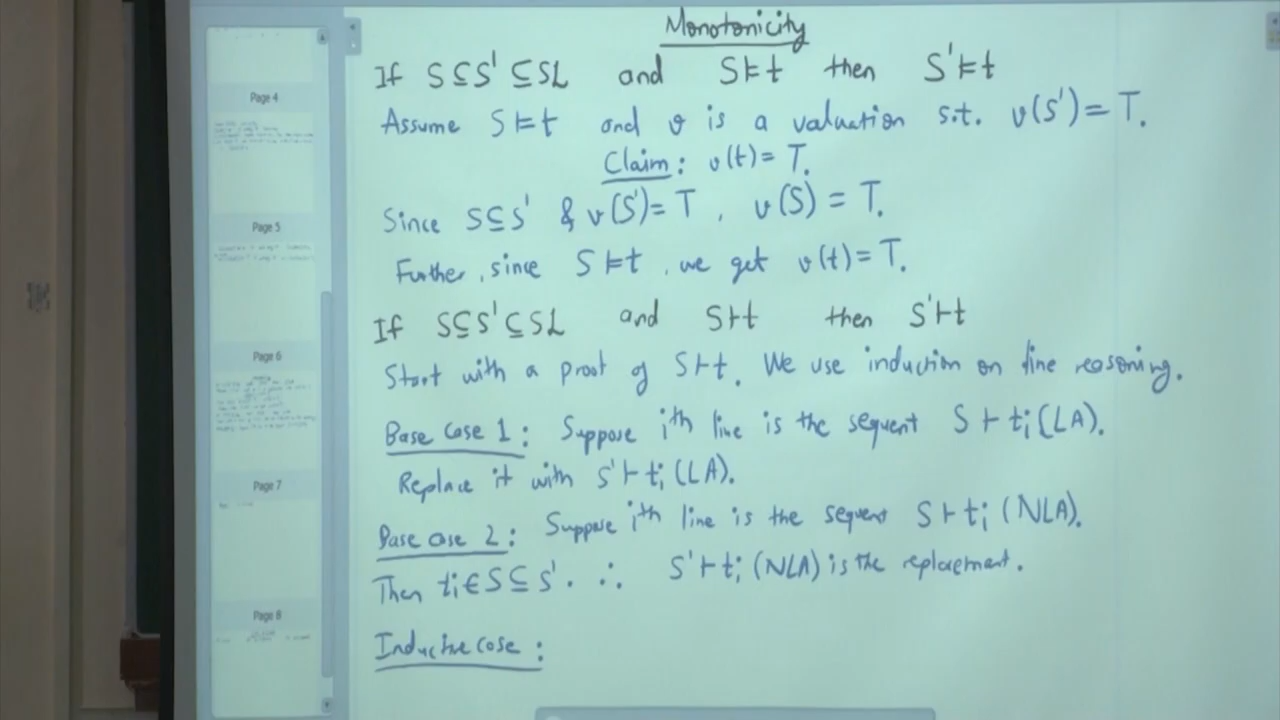 Monotonicity
If S⊆S'⊆SL and S⊨t then S'⊨t
Assume S⊨t and v is a valuation s.t. v(S')=T.
Claim: v(t)=T.
Since S⊆S' & v(S')=T, v(S)=T.
Further, since S⊨t, we get v(t)=T.
If S⊆S'⊆SL and S⊢t then S'⊢t
Start with a proof of S⊢t. We use induction on line reasoning.
Base Case 1: Suppose ith line is the sequent S⊢ti (LA).
Replace it with S'⊢ti (LA).
Base case 2: Suppose ith line is the sequent S⊢ti (NLA).
Then ti∈S⊆S'. ∴ S'⊢ti (NLA) is the replacement.
Inductive case:
Page 4
Page 5
Page 6
Page 7
Page 8